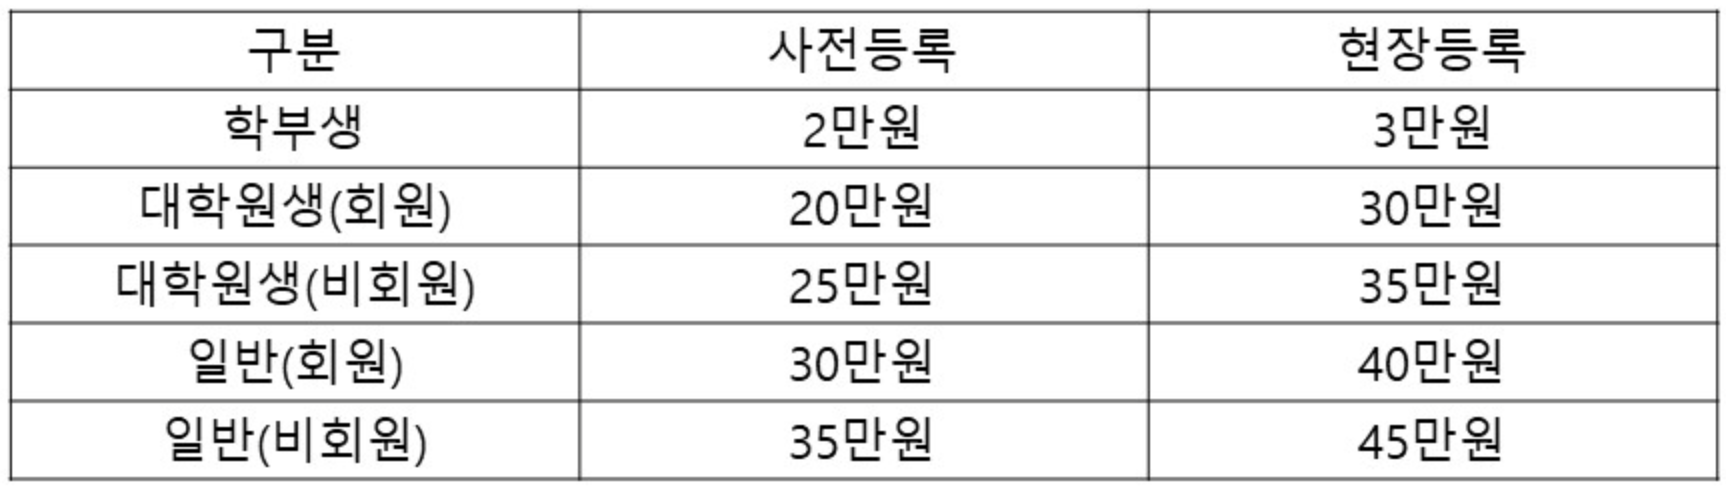 구분 사전등록 현장등록
학부생 2만원 3만원
대학원생(회원) 20만원 30만원
대학원생(비회원) 25만원 35만원
일반(회원) 30만원 40만원
일반(비회원) 35만원 45만원